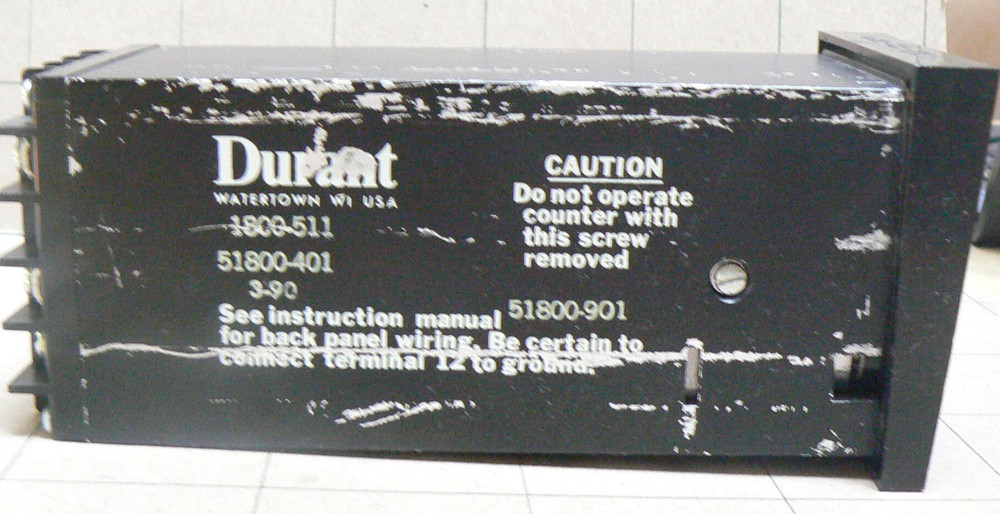 Durant
WATERTOWN WI USA
1800-511
51800-401
3-90
CAUTION
Do not operate
counter with
this screw
removed
51800-901
See instruction manual
for back panel wiring. Be certain to
connect terminal 12 to ground.